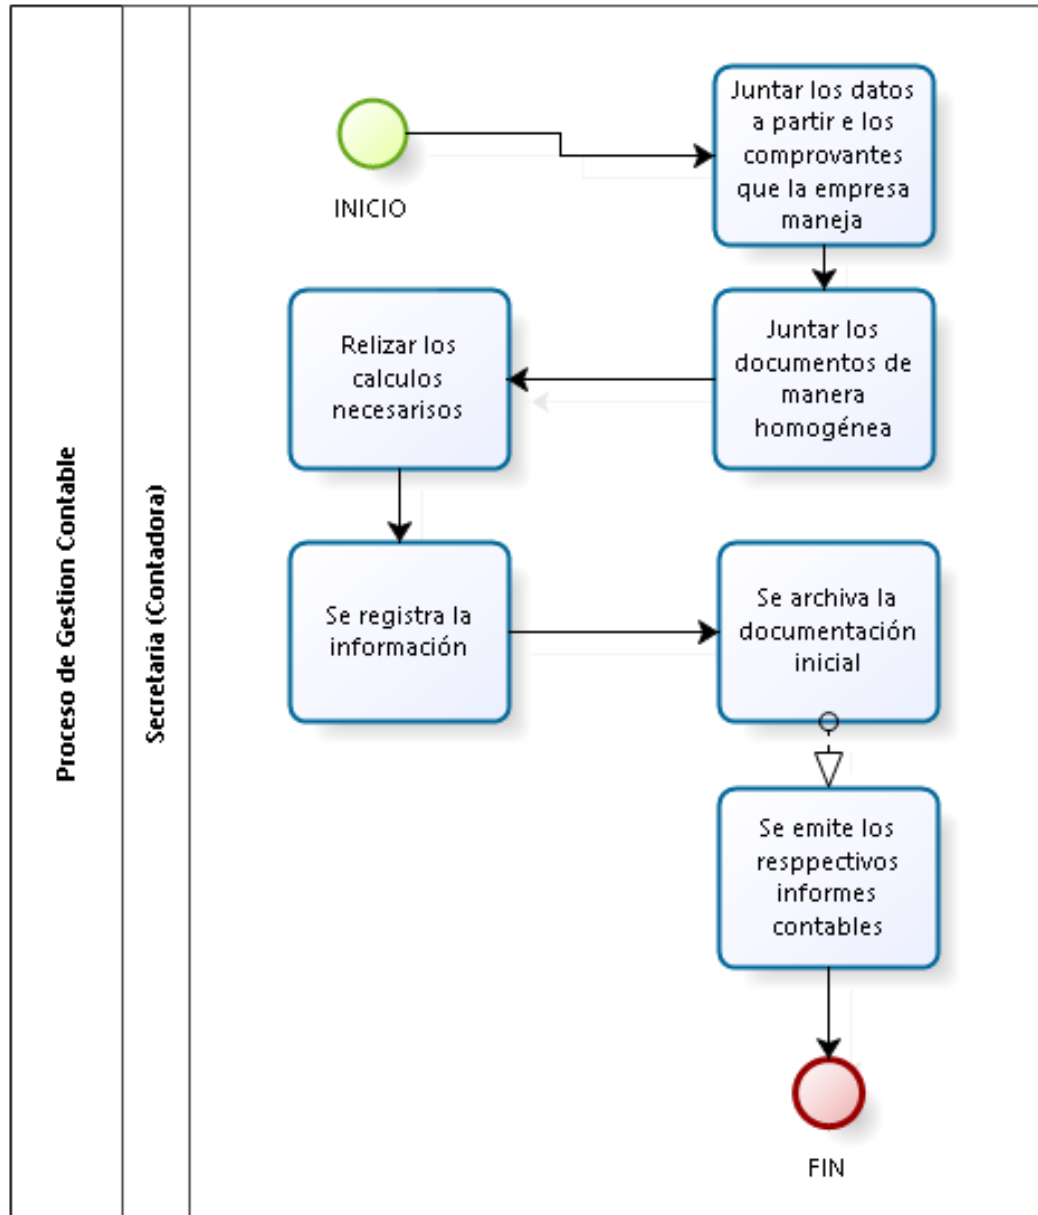 Proceso de Gestion Contable
Secretaria (Contadora)
INICIO
Juntar los datos
a partir e los
comprovantes
que la empresa
maneja
Juntar los
documentos de
manera
homogénea
Relizar los
calculos
necesarisos
Se registra la
información
Se archiva la
documentación
inicial
Se emite los
resppectivos
informes
contables
FIN